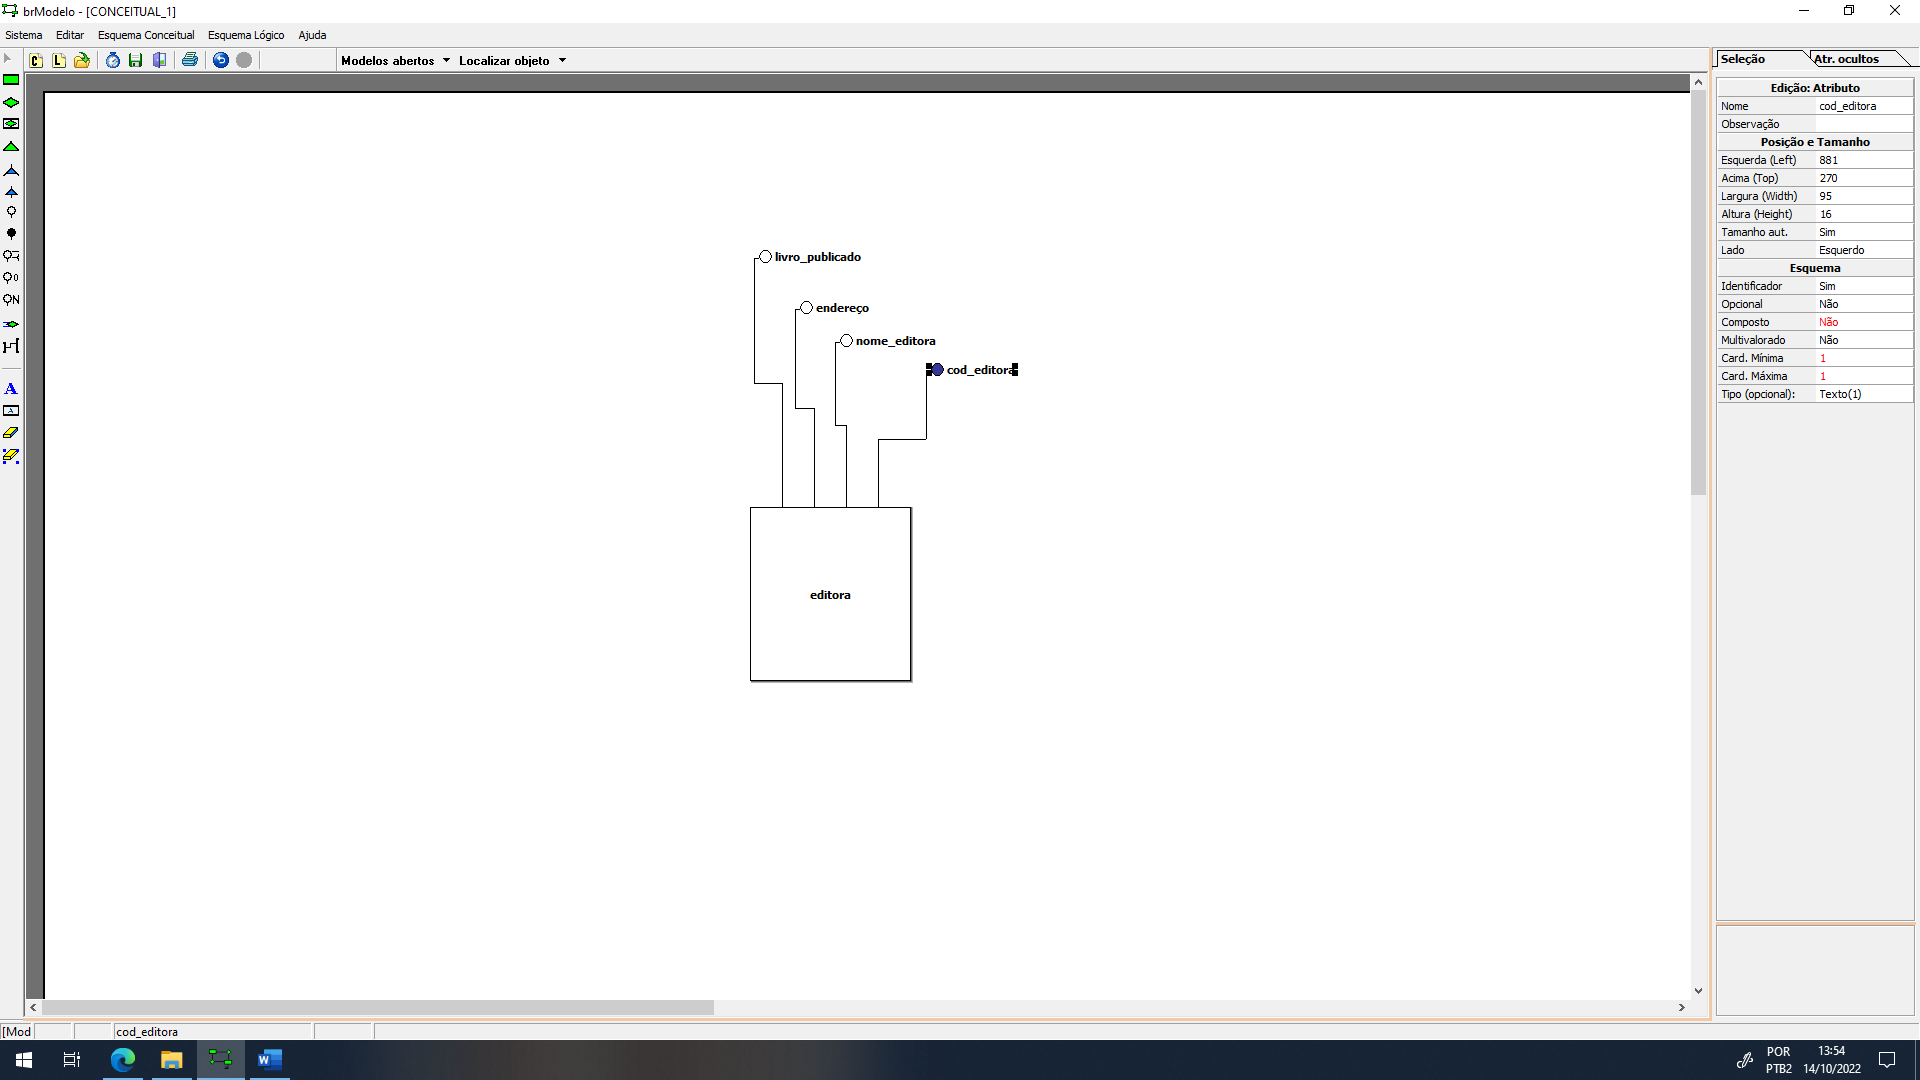 brModelo - [CONCEITUAL_1]
Sistema Editar Esquema Conceitual Esquema Lógico Ajuda
C L Modelos abertos Localizar objeto
Seleção Atr. ocultos
Edição: Atributo
Nome cod_editora
Observação
Posição e Tamanho
Esquerda (Left) 881
Acima (Top) 270
Largura (Width) 95
Altura (Height) 16
Tamanho aut. Sim
Lado Esquerdo
Esquema
Identificador Sim
Opcional Não
Composto Não
Multivalorado Não
Card. Mínima 1
Card. Máxima 1
Tipo (opcional): Texto(1)
livro_publicado
endereço
nome_editora
cod_editora
editora
0
N
A
A
[Mod cod_editora
W
POR
PTB2
13:54
14/10/2022